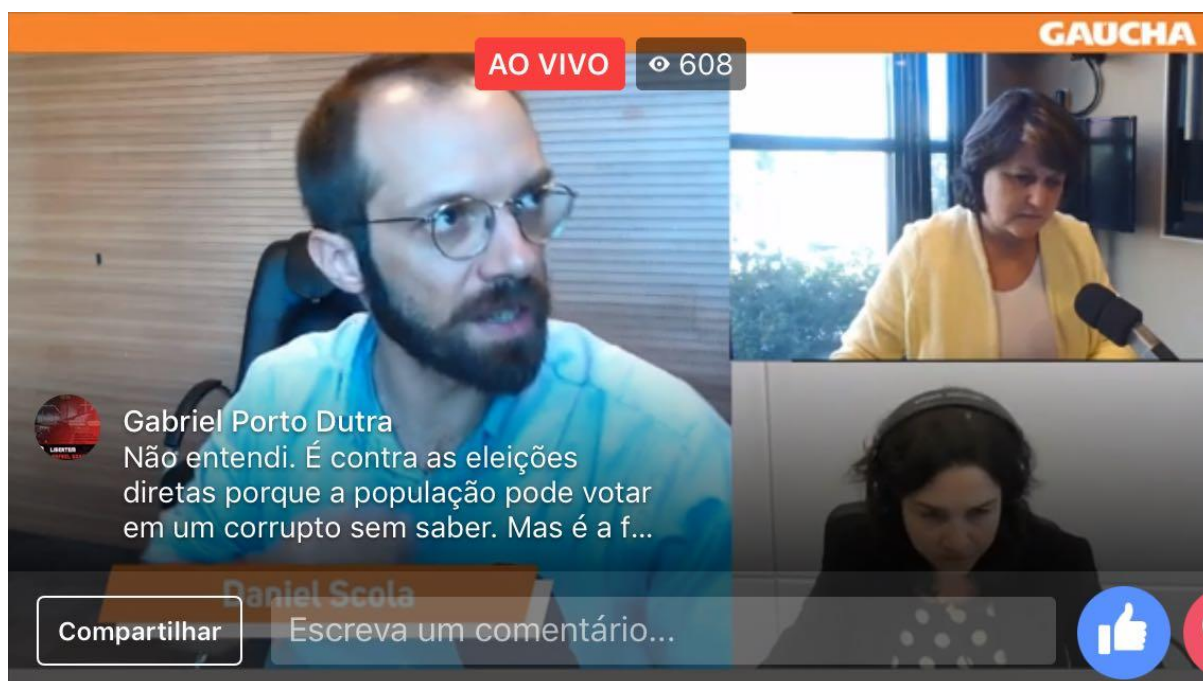 GAÚCHA
AO VIVO
608
Gabriel Porto Dutra
Não entendi. É contra as eleições
diretas porque a população pode votar
em um corrupto sem saber. Mas é a f...
Daniel Scola
Compartilhar
Escreva um comentário...